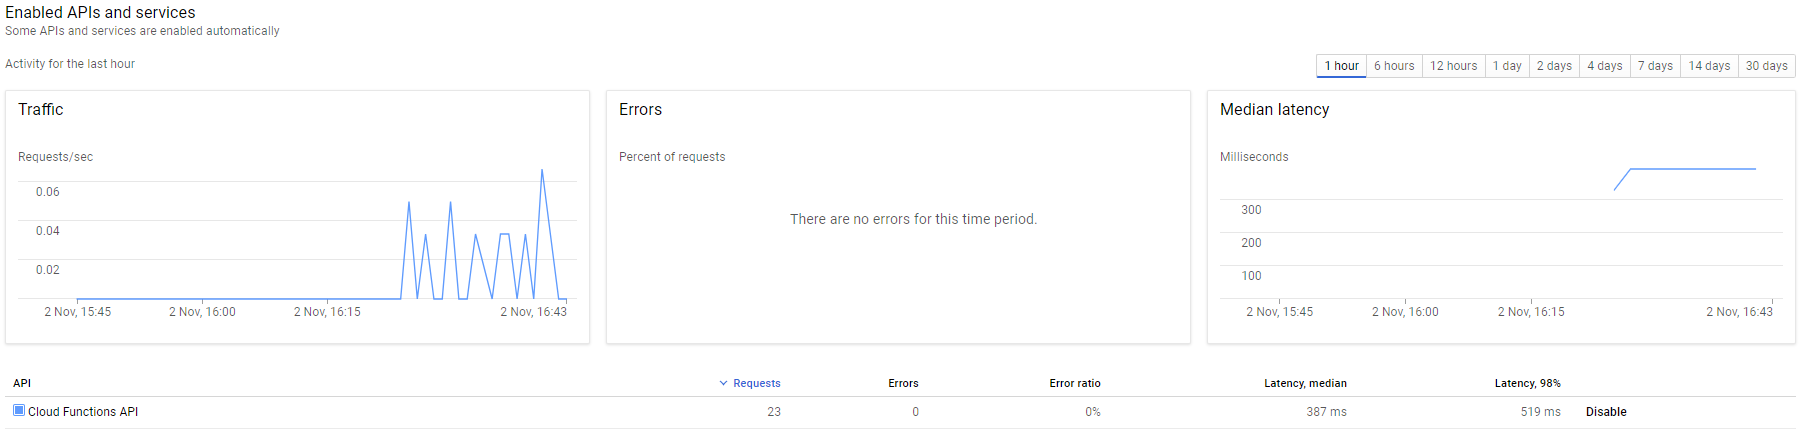 Enabled APIs and services
Some APIs and services are enabled automatically
Activity for the last hour
1 hour 6 hours 12 hours 1 day 2 days 4 days 7 days 14 days 30 days
Traffic
Requests/sec
0.06
0.04
0.02
2 Nov, 15:45 2 Nov, 16:00 2 Nov, 16:15 2 Nov, 16:43
Errors
Percent of requests
There are no errors for this time period.
Median latency
Milliseconds
300
200
100
2 Nov, 15:45 2 Nov, 16:00 2 Nov, 16:15 2 Nov, 16:43
API Requests Errors Error ratio Latency, median Latency, 98%
Cloud Functions API 23 0 0% 387 ms 519 ms Disable